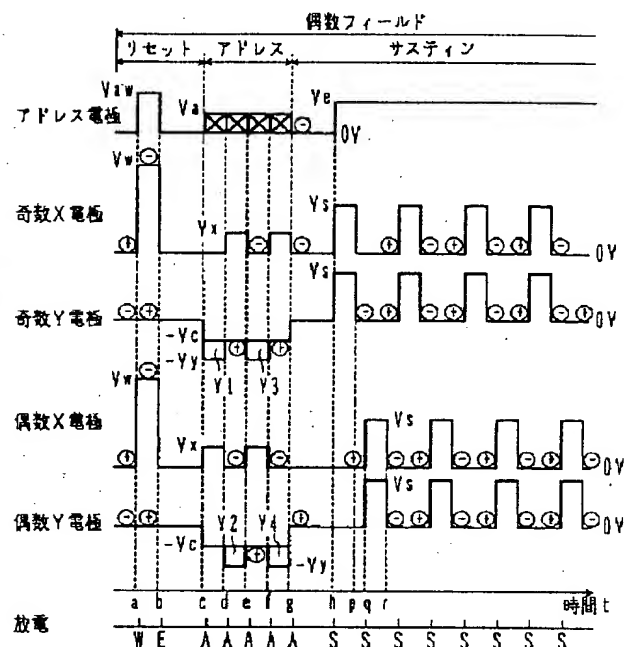 偶数フィールド
リセット アドレス サスティン
Vaw
Va
Ve
アドレス電極
0V
Vw
奇数X電極
Vx
Vs
0V
Vs
奇数Y電極
0V
-Vc
-Vy
Y1 Y3
Vw
偶数X電極
Vx
Vs
0V
Vs
偶数Y電極
0V
-Vc
Y2 Y4
-Vy
a b c d e f g h p q r 時間t
放電
W E A A A A A S S S S S S S S